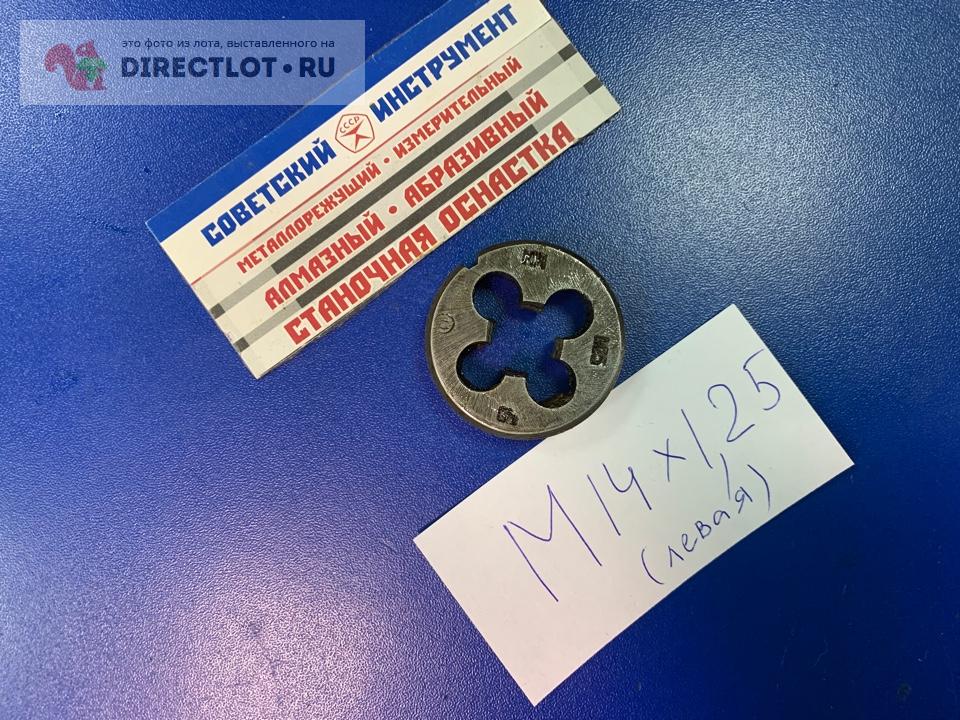 это фото из лота, выставленного на
DIRECTLOT•RU
СОВЕТСКИЙ ИНСТРУМЕНТ
СССР
МЕТАЛЛОРЕЖУЩИЙ • ИЗМЕРИТЕЛЬНЫЙ
АЛМАЗНЫЙ • АБРАЗИВНЫЙ
СТАНОЧНАЯ ОСНАСТКА
М14х1,25
(левая)